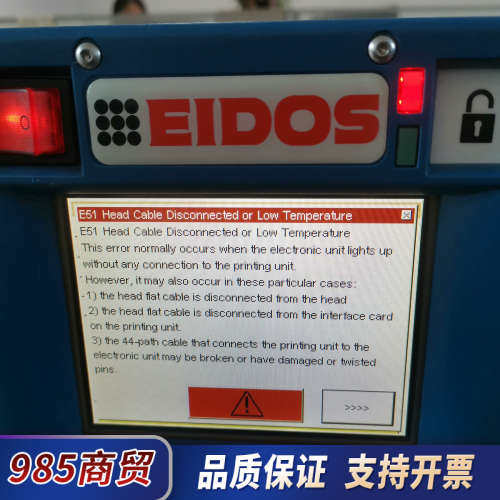 EIDOS
E51 Head Cable Disconnected or Low Temperature
E51 Head Cable Disconnected or Low Temperature
This error normally occurs when the electronic unit lights up
without any connection to the printing unit.
However, it may also occur in these particular cases:
1) the head flat cable is disconnected from the head
2) the head flat cable is disconnected from the interface card
on the printing unit.
3) the 44-path cable that connects the printing unit to the
electronic unit may be broken or have damaged or twisted
pins.
>>>>
985商贸
品质保证 支持开票